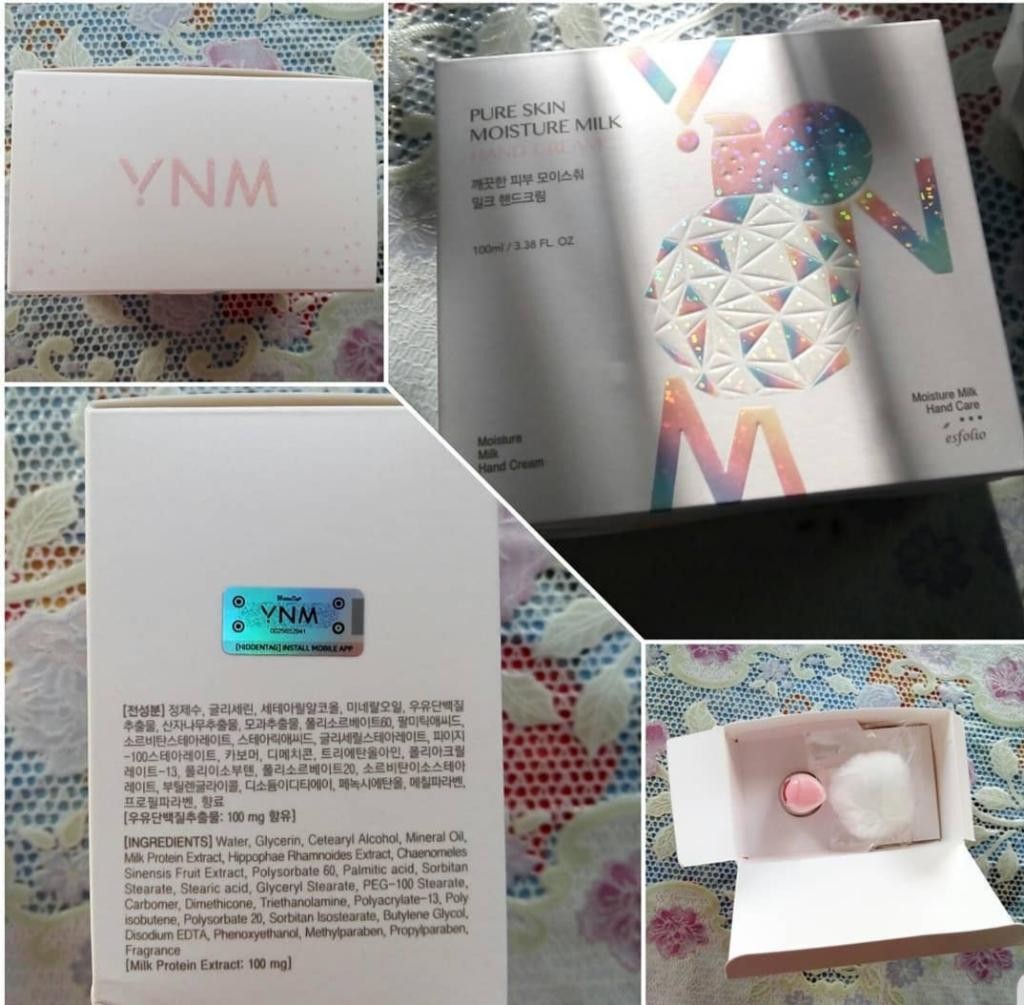 YNM
PURE SKIN
MOISTURE MILK
HAND CREAM
깨끗한 피부 모이스춰
밀크 핸드크림
100ml / 3.38 FL. OZ
Y
N
M
Moisture
Milk
Hand Cream
Moisture Milk
Hand Care
esfolio
YNM
[HIDDENTAG] INSTALL MOBILE APP
[전성분] 정제수, 글리세린, 세테아릴알코올, 미네랄오일, 우유단백질
추출물, 산자나무추출물, 모과추출물, 폴리소르베이트60, 팔미틱애씨드,
소르비탄스테아레이트, 스테아릭애씨드, 글리세릴스테아레이트, 피이지
-100스테아레이트, 카보머, 디메치콘, 트리에탄올아민, 폴리아크릴
레이트-13, 폴리이소부텐, 폴리소르베이트20, 소르비탄이소스테아
레이트, 부틸렌글라이콜, 디소듐이디티에이, 페녹시에탄올, 메칠파라벤,
프로필파라벤, 향료
[우유단백질추출물: 100 mg 함유]
[INGREDIENTS] Water, Glycerin, Cetearyl Alcohol, Mineral Oil,
Milk Protein Extract, Hippophae Rhamnoides Extract, Chaenomeles
Sinensis Fruit Extract, Polysorbate 60, Palmitic acid, Sorbitan
Stearate, Stearic acid, Glyceryl Stearate, PEG-100 Stearate,
Carbomer, Dimethicone, Triethanolamine, Polyacrylate-13, Poly
isobutene, Polysorbate 20, Sorbitan Isostearate, Butylene Glycol,
Disodium EDTA, Phenoxyethanol, Methylparaben, Propylparaben,
Fragrance
[Milk Protein Extract: 100 mg]